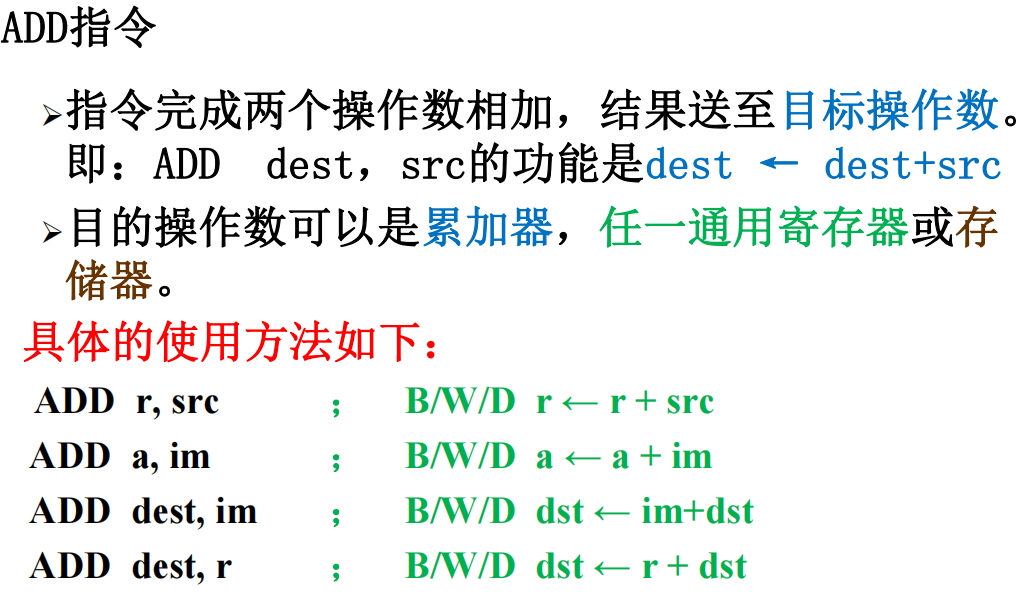 ADD指令
➢指令完成两个操作数相加，结果送至目标操作数。
即：ADD dest，src的功能是dest ← dest+src
➢目的操作数可以是累加器，任一通用寄存器或存
储器。
具体的使用方法如下：
ADD r, src ； B/W/D r ← r + src
ADD a, im ； B/W/D a ← a + im
ADD dest, im ； B/W/D dst ← im+dst
ADD dest, r ； B/W/D dst ← r + dst